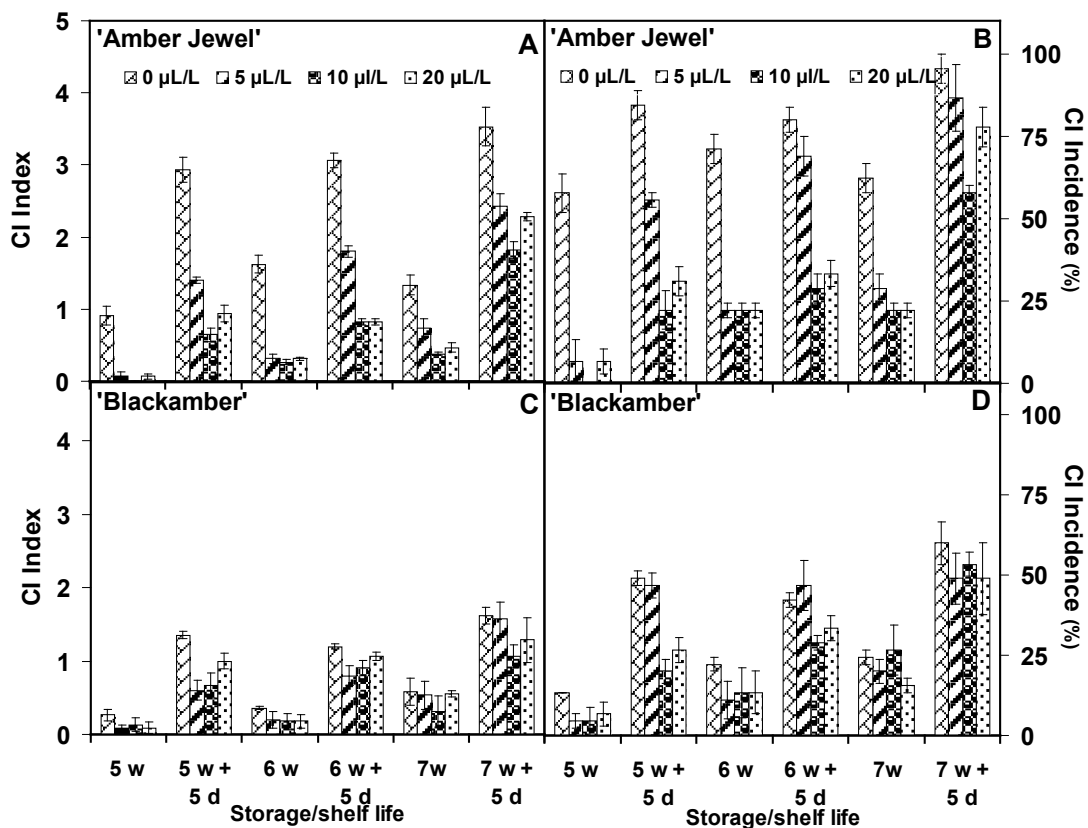 'Amber Jewel' A
0 µL/L 5 µL/L 10 µl/L 20 µL/L
5
4
3
2
1
0
CI Index
'Amber Jewel' B
0 µL/L 5 µL/L 10 µl/L 20 µL/L
100
75
50
25
0
CI Incidence (%)
'Blackamber' C
4
3
2
1
0
CI Index
'Blackamber' D
100
75
50
25
0
CI Incidence (%)
5 w 5 w + 6 w 6 w + 7w 7 w + 5 w 5 w + 6 w 6 w + 7w 7 w +
5 d 5 d 5 d 5 d 5 d 5 d
Storage/shelf life Storage/shelf life